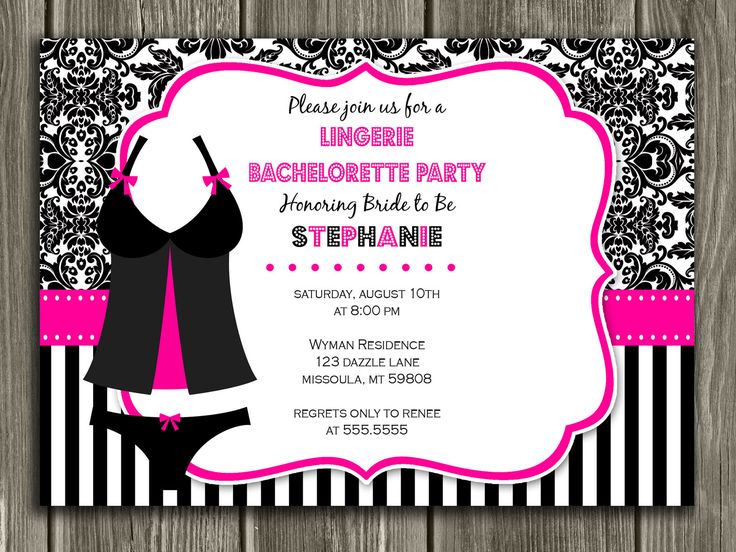 Please join us for a
LINGERIE
BACHELORETTE PARTY
Honoring Bride to Be
STEPHANIE
SATURDAY, AUGUST 10TH
AT 8:00 PM
WYMAN RESIDENCE
123 DAZZLE LANE
MISSOULA, MT 59808
REGRETS ONLY TO RENEE
AT 555.5555